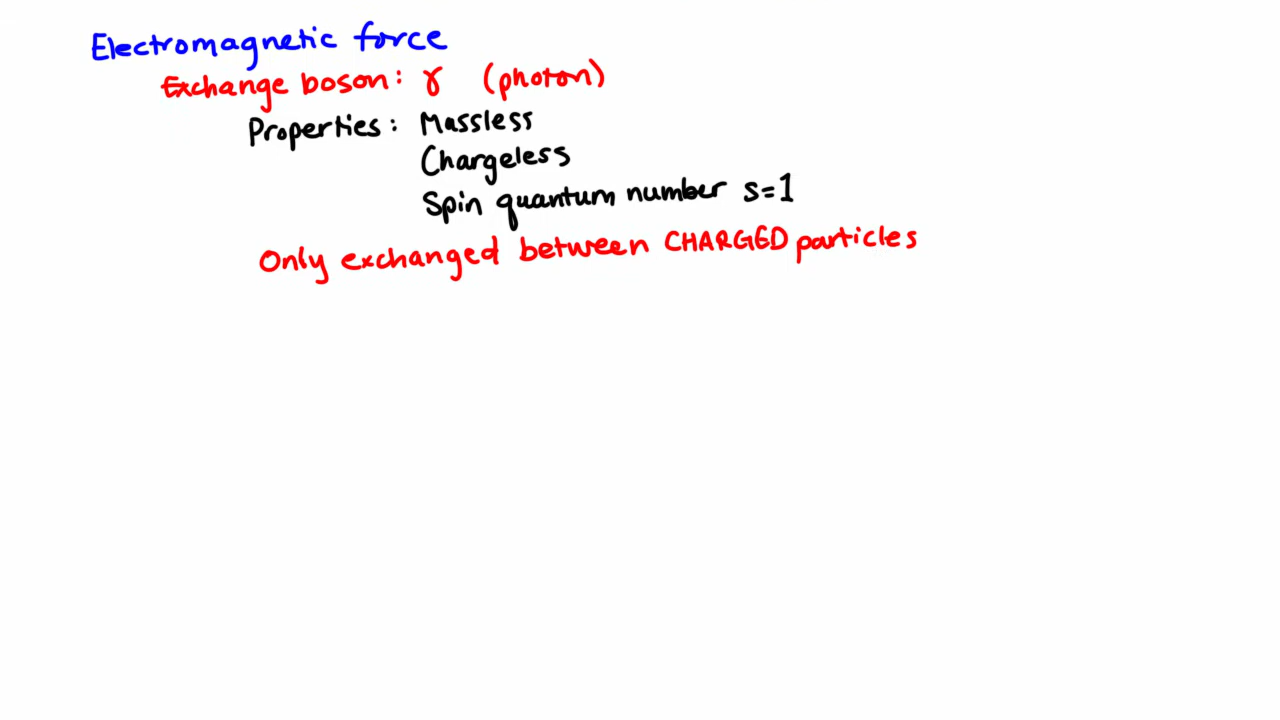 Electromagnetic force
Exchange boson: γ (photon)
Properties: Massless
Chargeless
Spin quantum number s=1
Only exchanged between CHARGED particles